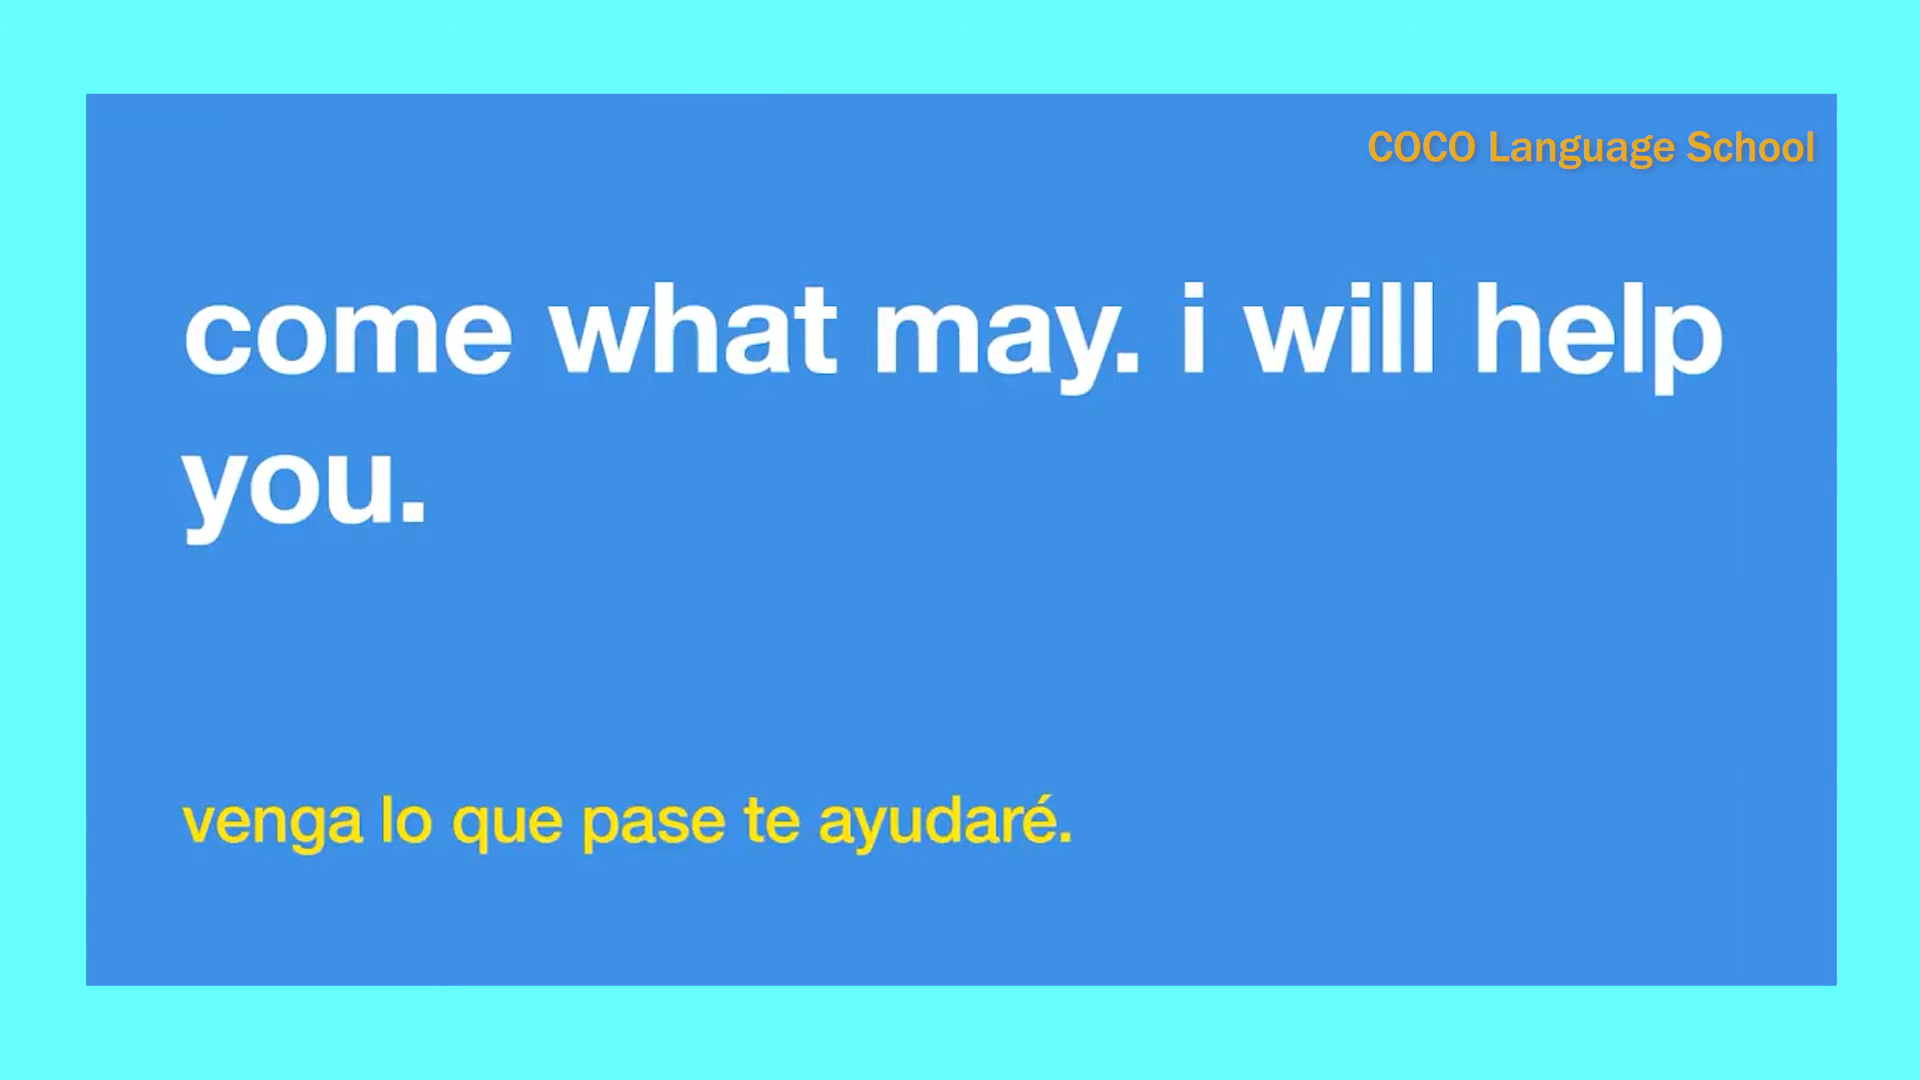 COCO Language School
come what may. i will help
you.
venga lo que pase te ayudaré.